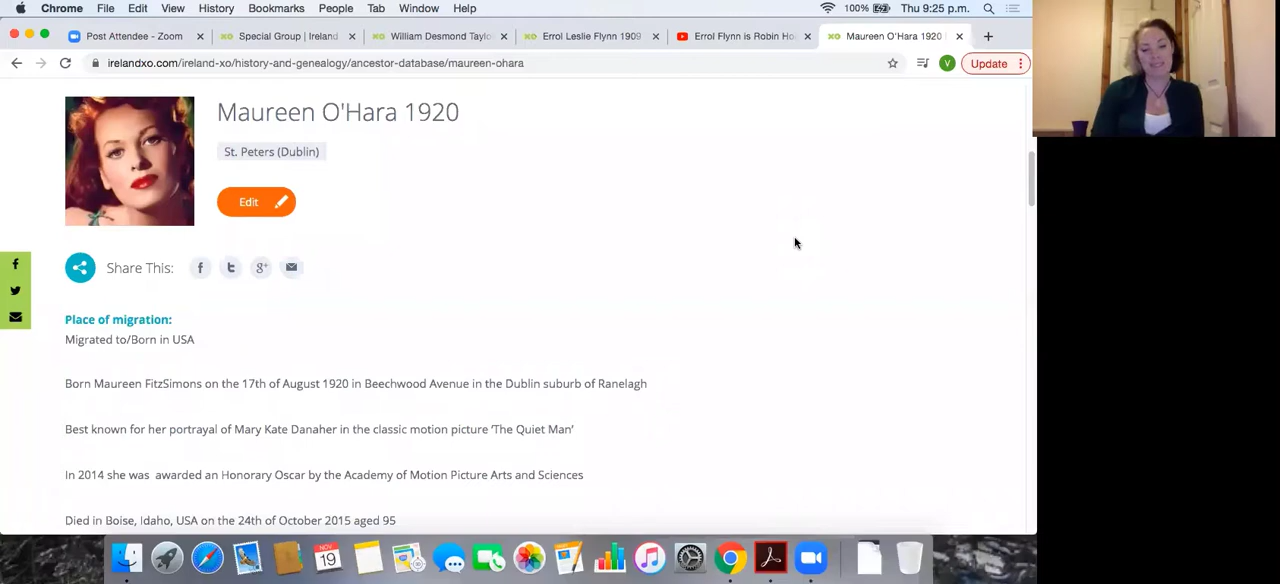 Chrome File Edit View History Bookmarks People Tab Window Help 100% Thu 9:25 p.m.
Post Attendee - Zoom
Special Group | Ireland
William Desmond Taylo
Errol Leslie Flynn 1909
Errol Flynn is Robin Ho
Maureen O'Hara 1920
irelandxo.com/ireland-xo/history-and-genealogy/ancestor-database/maureen-ohara V Update
Maureen O'Hara 1920
St. Peters (Dublin)
Edit
Share This:
Place of migration:
Migrated to/Born in USA
Born Maureen FitzSimons on the 17th of August 1920 in Beechwood Avenue in the Dublin suburb of Ranelagh
Best known for her portrayal of Mary Kate Danaher in the classic motion picture 'The Quiet Man'
In 2014 she was awarded an Honorary Oscar by the Academy of Motion Picture Arts and Sciences
Died in Boise, Idaho, USA on the 24th of October 2015 aged 95
NOV
19